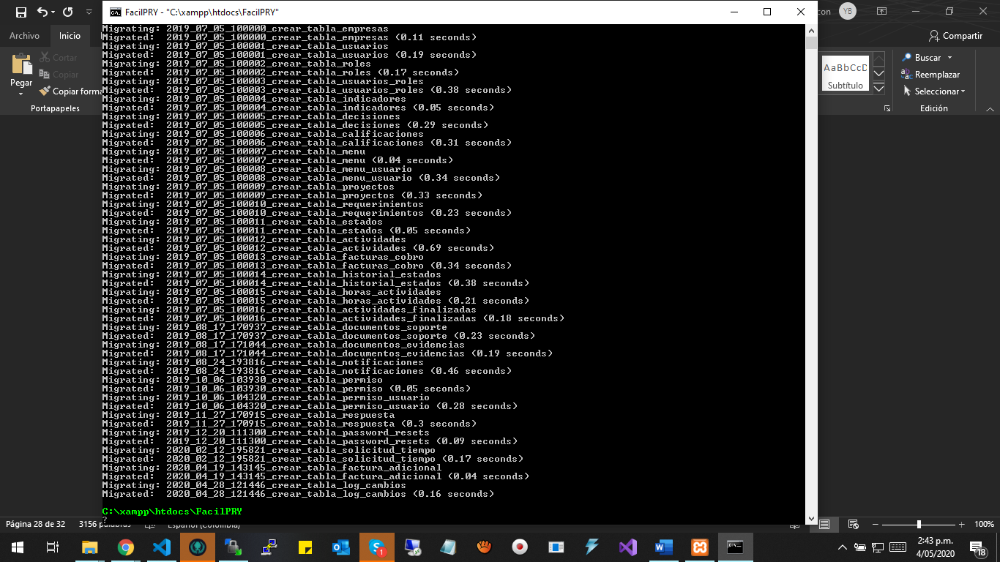 FacilPRY - "C:\xampp\htdocs\FacilPRY"
con YB
Archivo Inicio
Compartir
Pegar
Cortar
Copiar
Copiar forma
Portapapeles
AaBbCcD
Subtítulo
Buscar
Reemplazar
Seleccionar
Edición
Migrating: 2019_07_05_100000_crear_tabla_empresas
Migrated:  2019_07_05_100000_crear_tabla_empresas (0.11 seconds)
Migrating: 2019_07_05_100001_crear_tabla_usuarios
Migrated:  2019_07_05_100001_crear_tabla_usuarios (0.19 seconds)
Migrating: 2019_07_05_100002_crear_tabla_roles
Migrated:  2019_07_05_100002_crear_tabla_roles (0.17 seconds)
Migrating: 2019_07_05_100003_crear_tabla_usuarios_roles
Migrated:  2019_07_05_100003_crear_tabla_usuarios_roles (0.38 seconds)
Migrating: 2019_07_05_100004_crear_tabla_indicadores
Migrated:  2019_07_05_100004_crear_tabla_indicadores (0.05 seconds)
Migrating: 2019_07_05_100005_crear_tabla_decisiones
Migrated:  2019_07_05_100005_crear_tabla_decisiones (0.29 seconds)
Migrating: 2019_07_05_100006_crear_tabla_calificaciones
Migrated:  2019_07_05_100006_crear_tabla_calificaciones (0.31 seconds)
Migrating: 2019_07_05_100007_crear_tabla_menu
Migrated:  2019_07_05_100007_crear_tabla_menu (0.04 seconds)
Migrating: 2019_07_05_100008_crear_tabla_menu_usuario
Migrated:  2019_07_05_100008_crear_tabla_menu_usuario (0.34 seconds)
Migrating: 2019_07_05_100009_crear_tabla_proyectos
Migrated:  2019_07_05_100009_crear_tabla_proyectos (0.33 seconds)
Migrating: 2019_07_05_100010_crear_tabla_requerimientos
Migrated:  2019_07_05_100010_crear_tabla_requerimientos (0.23 seconds)
Migrating: 2019_07_05_100011_crear_tabla_estados
Migrated:  2019_07_05_100011_crear_tabla_estados (0.05 seconds)
Migrating: 2019_07_05_100012_crear_tabla_actividades
Migrated:  2019_07_05_100012_crear_tabla_actividades (0.69 seconds)
Migrating: 2019_07_05_100013_crear_tabla_facturas_cobro
Migrated:  2019_07_05_100013_crear_tabla_facturas_cobro (0.34 seconds)
Migrating: 2019_07_05_100014_crear_tabla_historial_estados
Migrated:  2019_07_05_100014_crear_tabla_historial_estados (0.38 seconds)
Migrating: 2019_07_05_100015_crear_tabla_horas_actividades
Migrated:  2019_07_05_100015_crear_tabla_horas_actividades (0.21 seconds)
Migrating: 2019_07_05_100016_crear_tabla_actividades_finalizadas
Migrated:  2019_07_05_100016_crear_tabla_actividades_finalizadas (0.18 seconds)
Migrating: 2019_08_17_170937_crear_tabla_documentos_soporte
Migrated:  2019_08_17_170937_crear_tabla_documentos_soporte (0.23 seconds)
Migrating: 2019_08_17_171044_crear_tabla_documentos_evidencias
Migrated:  2019_08_17_171044_crear_tabla_documentos_evidencias (0.19 seconds)
Migrating: 2019_08_24_193816_crear_tabla_notificaciones
Migrated:  2019_08_24_193816_crear_tabla_notificaciones (0.46 seconds)
Migrating: 2019_10_06_103930_crear_tabla_permiso
Migrated:  2019_10_06_103930_crear_tabla_permiso (0.05 seconds)
Migrating: 2019_10_06_104320_crear_tabla_permiso_usuario
Migrated:  2019_10_06_104320_crear_tabla_permiso_usuario (0.28 seconds)
Migrating: 2019_11_27_170915_crear_tabla_respuesta
Migrated:  2019_11_27_170915_crear_tabla_respuesta (0.3 seconds)
Migrating: 2019_12_20_111300_crear_tabla_password_resets
Migrated:  2019_12_20_111300_crear_tabla_password_resets (0.09 seconds)
Migrating: 2020_02_12_195821_crear_tabla_solicitud_tiempo
Migrated:  2020_02_12_195821_crear_tabla_solicitud_tiempo (0.17 seconds)
Migrating: 2020_04_19_143145_crear_tabla_factura_adicional
Migrated:  2020_04_19_143145_crear_tabla_factura_adicional (0.04 seconds)
Migrating: 2020_04_28_121446_crear_tabla_log_cambios
Migrated:  2020_04_28_121446_crear_tabla_log_cambios (0.16 seconds)
C:\xampp\htdocs\FacilPRY
?
Página 28 de 32 3156 palabras Español (Colombia) 100%
1
2:43 p.m.
4/05/2020
18